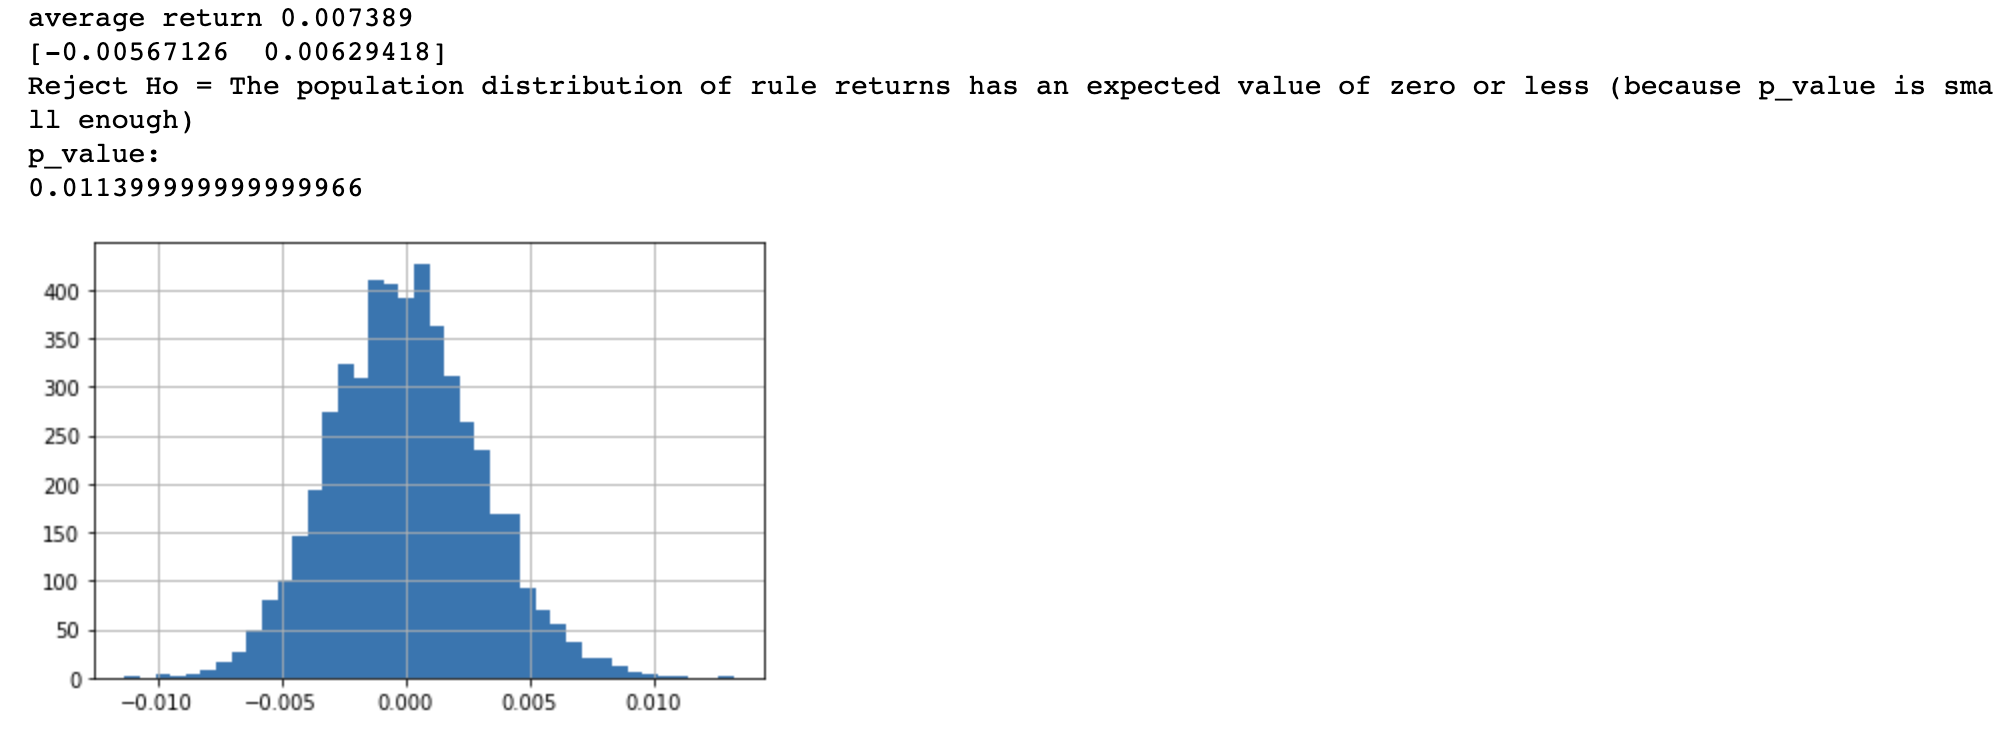 average return 0.007389
[-0.00567126  0.00629418]
Reject Ho = The population distribution of rule returns has an expected value of zero or less (because p_value is sma
ll enough)
p_value:
0.011399999999999966
400
350
300
250
200
150
100
50
0
−0.010 −0.005 0.000 0.005 0.010